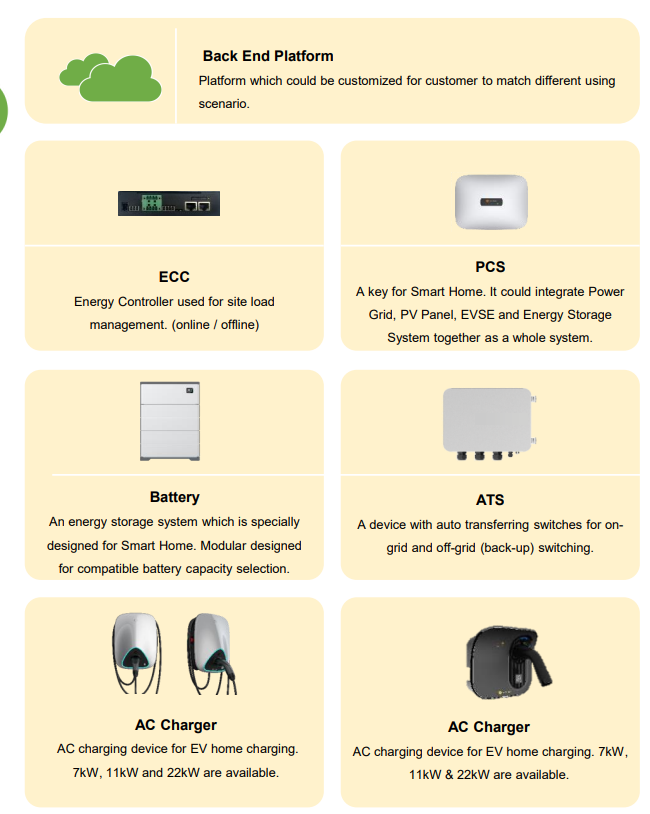 Back End Platform
Platform which could be customized for customer to match different using
scenario.
ECC
Energy Controller used for site load
management. (online / offline)
PCS
A key for Smart Home. It could integrate Power
Grid, PV Panel, EVSE and Energy Storage
System together as a whole system.
Battery
An energy storage system which is specially
designed for Smart Home. Modular designed
for compatible battery capacity selection.
ATS
A device with auto transferring switches for on-
grid and off-grid (back-up) switching.
AC Charger
AC charging device for EV home charging.
7kW, 11kW and 22kW are available.
AC Charger
AC charging device for EV home charging. 7kW,
11kW & 22kW are available.